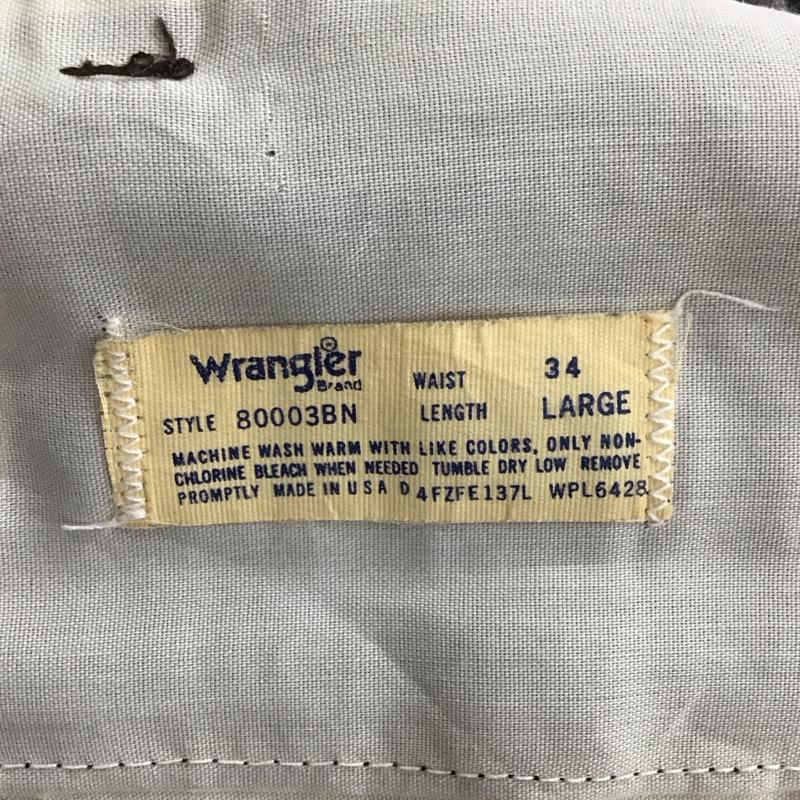 Wrangler®
Brand
WAIST 34
STYLE 80003BN LENGTH LARGE
MACHINE WASH WARM WITH LIKE COLORS, ONLY NON-
CHLORINE BLEACH WHEN NEEDED TUMBLE DRY LOW REMOVE
PROMPTLY MADE IN U S A D 4FZFE137L WPL6428